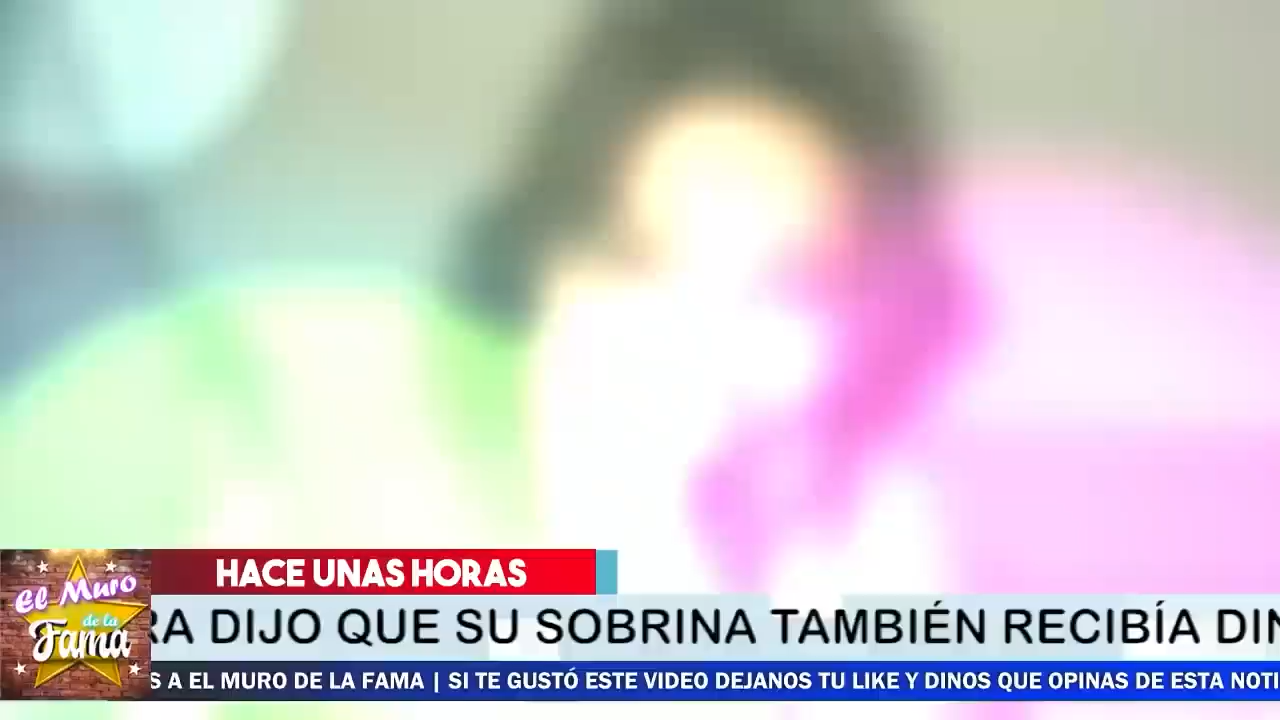 HACE UNAS HORAS
El Muro
de la
Fama
RA DIJO QUE SU SOBRINA TAMBIÉN RECIBÍA DIN
S A EL MURO DE LA FAMA | SI TE GUSTÓ ESTE VIDEO DEJANOS TU LIKE Y DINOS QUE OPINAS DE ESTA NOTI